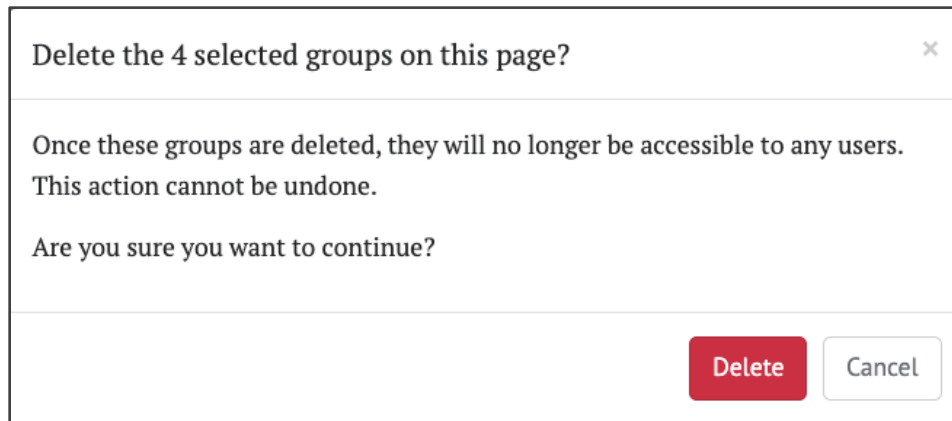 Delete the 4 selected groups on this page?
×
Once these groups are deleted, they will no longer be accessible to any users.
This action cannot be undone.
Are you sure you want to continue?
Delete
Cancel